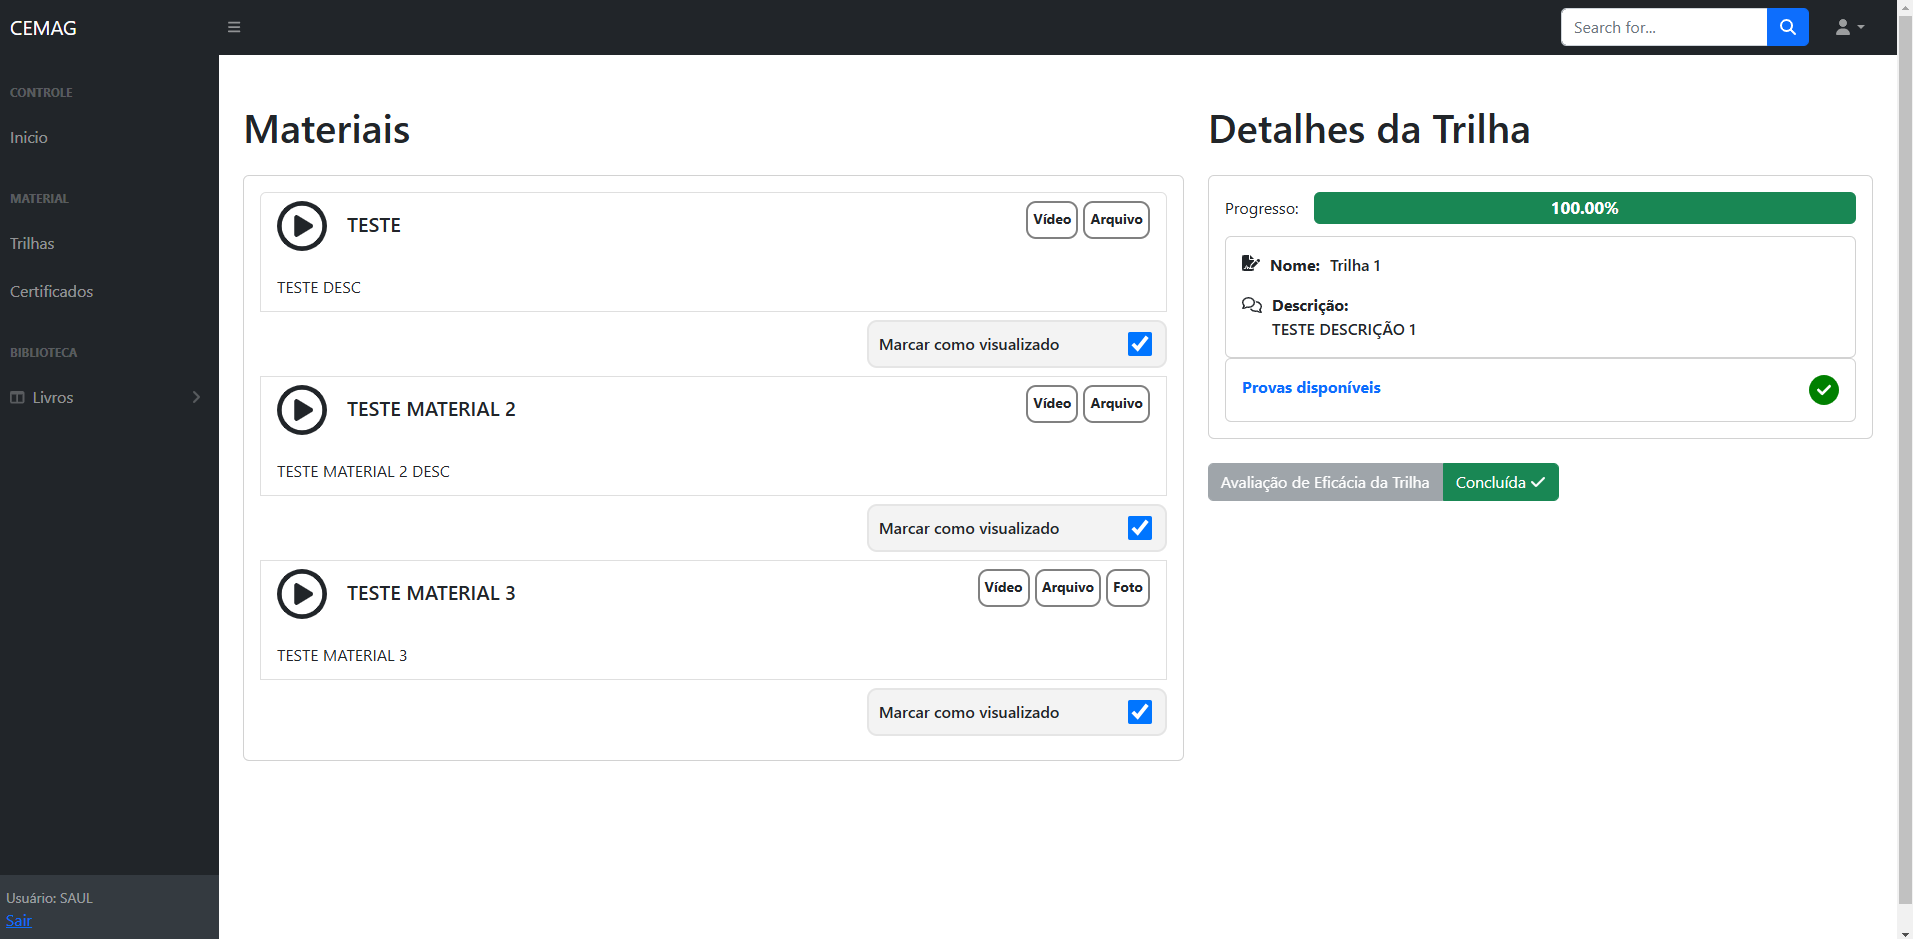 CEMAG
Search for...
CONTROLE
Inicio
MATERIAL
Trilhas
Certificados
BIBLIOTECA
Livros
Usuário: SAUL
Sair
Materiais
TESTE
Vídeo Arquivo
TESTE DESC
Marcar como visualizado
TESTE MATERIAL 2
Vídeo Arquivo
TESTE MATERIAL 2 DESC
Marcar como visualizado
TESTE MATERIAL 3
Vídeo Arquivo Foto
TESTE MATERIAL 3
Marcar como visualizado
Detalhes da Trilha
Progresso: 100.00%
Nome: Trilha 1
Descrição:
TESTE DESCRIÇÃO 1
Provas disponíveis
Avaliação de Eficácia da Trilha Concluída